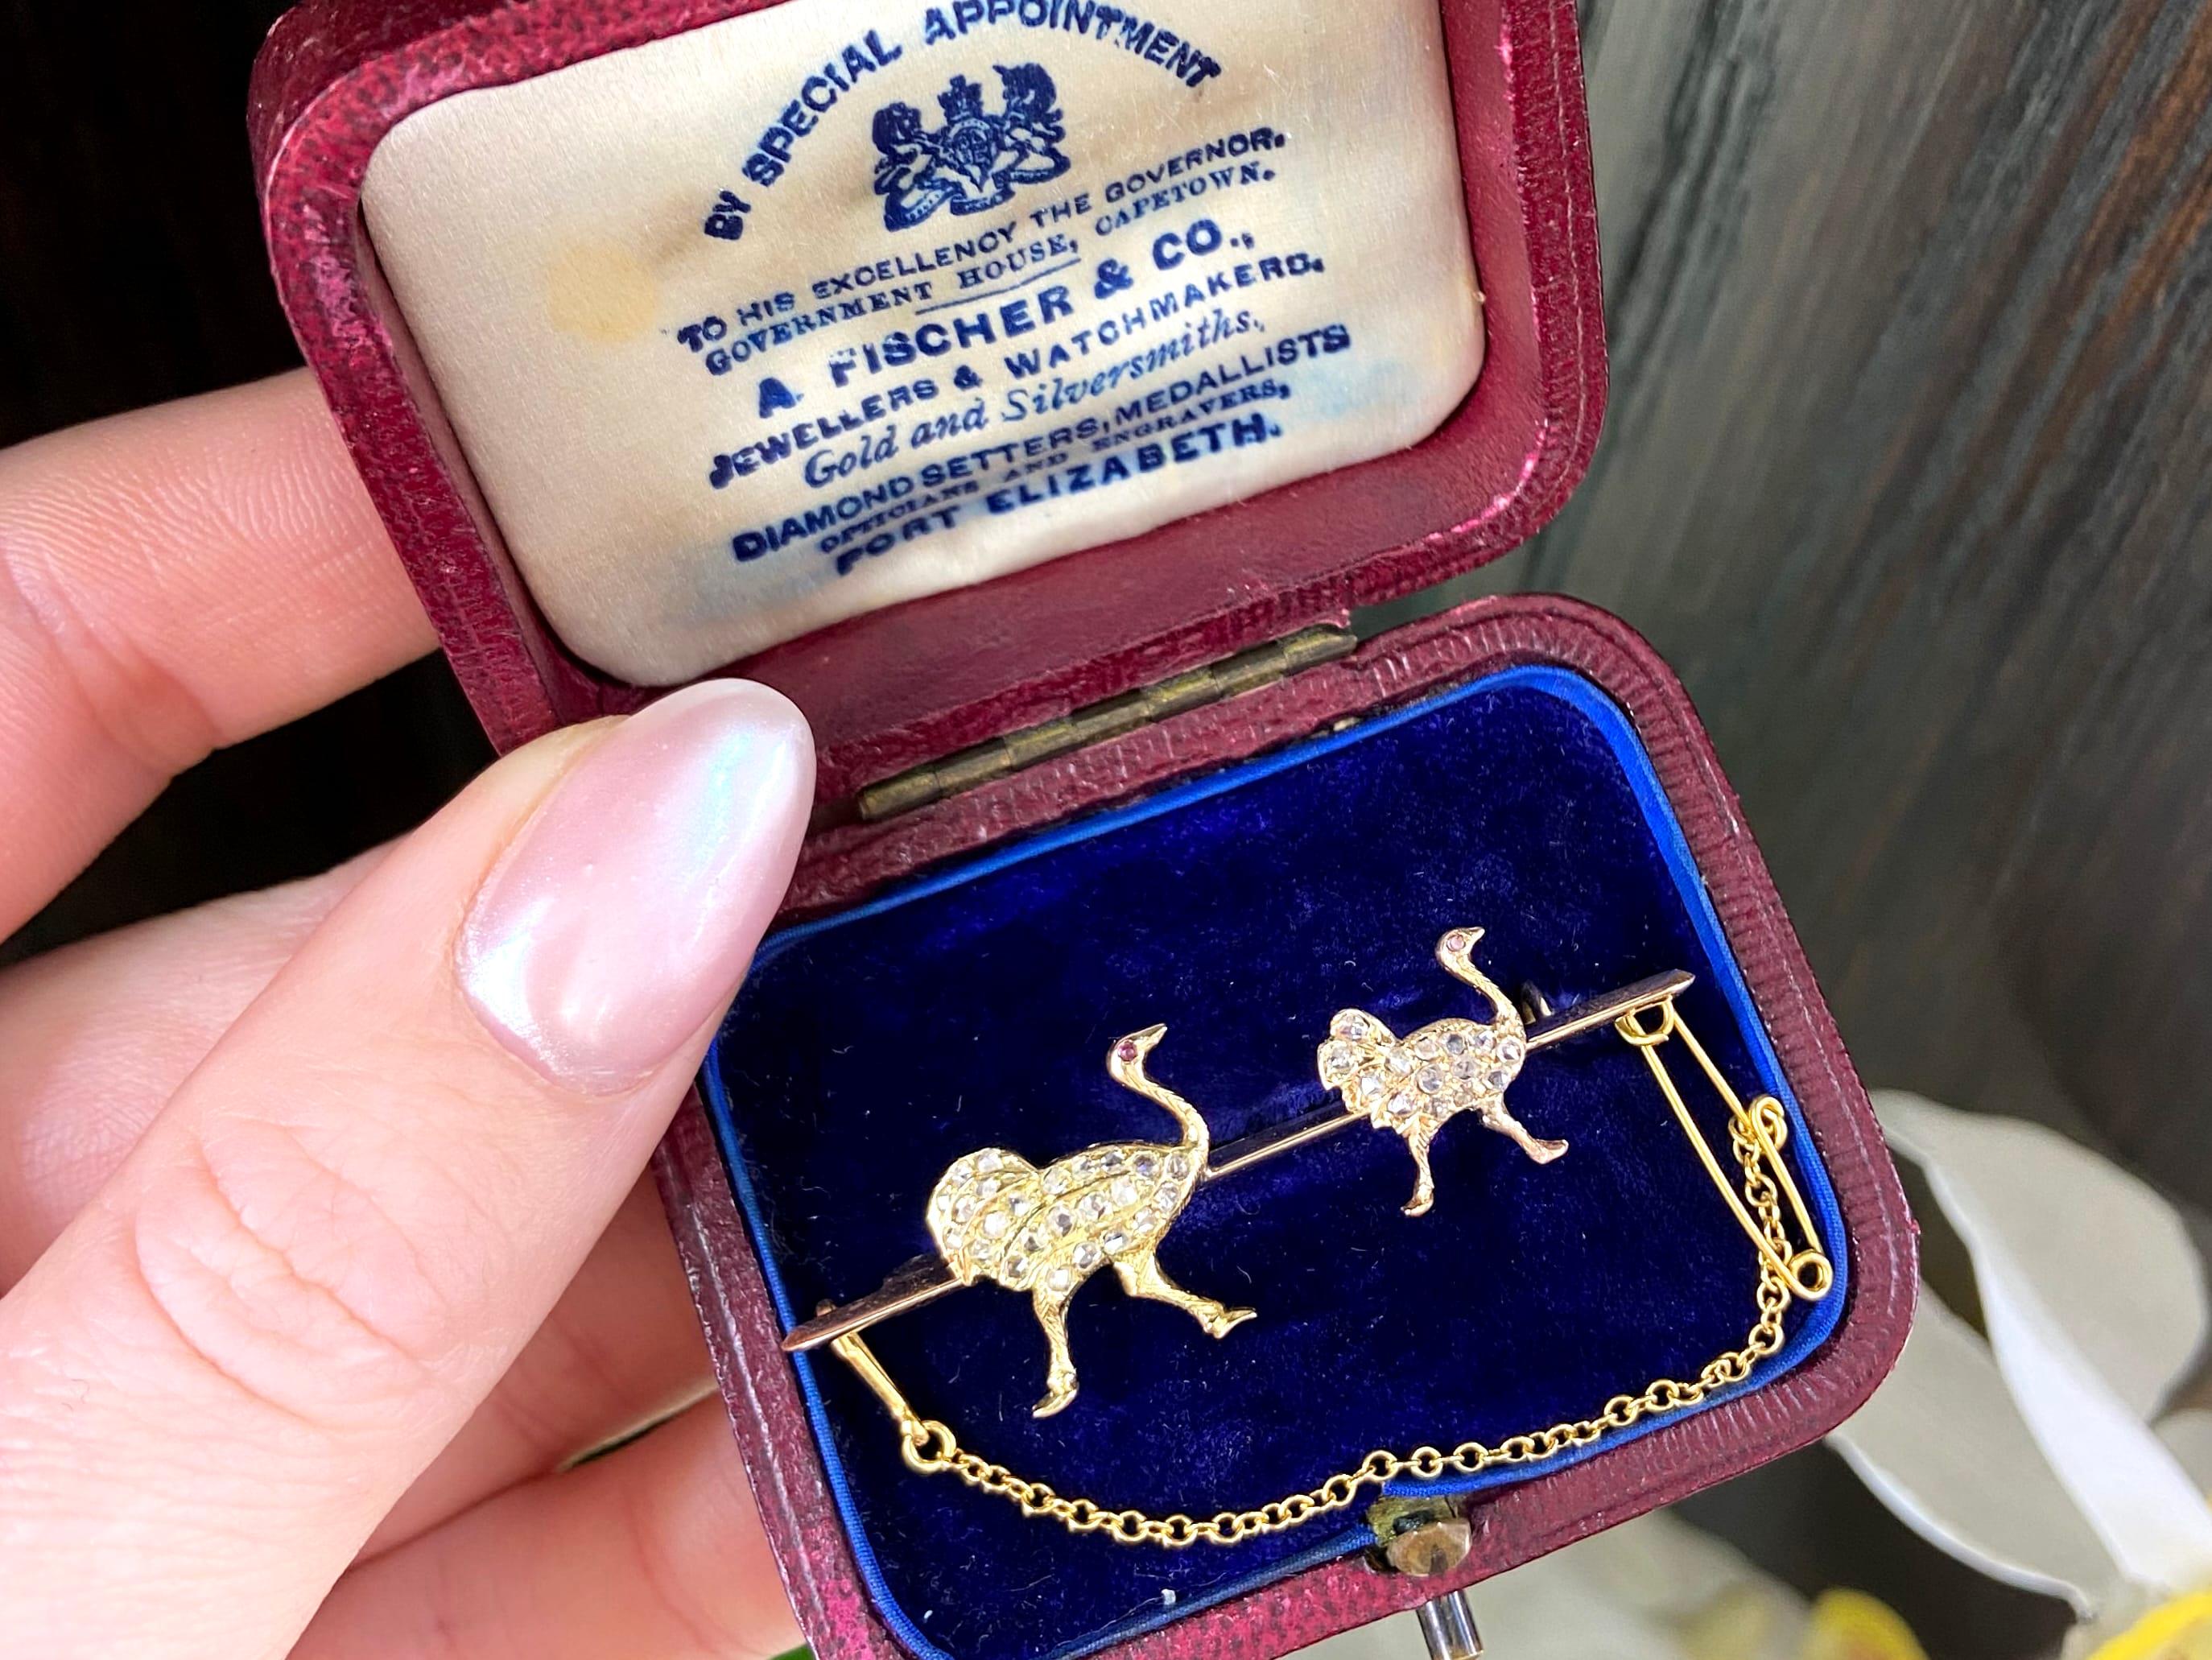 BY SPECIAL APPOINTMENT
TO HIS EXCELLENCY THE GOVERNOR.
GOVERNMENT HOUSE, CAPETOWN.
A. FISCHER & CO.,
JEWELLERS & WATCHMAKERS.
Gold and Silversmiths.
DIAMOND SETTERS, MEDALLISTS
OPTICIANS AND ENGRAVERS,
PORT ELIZABETH.